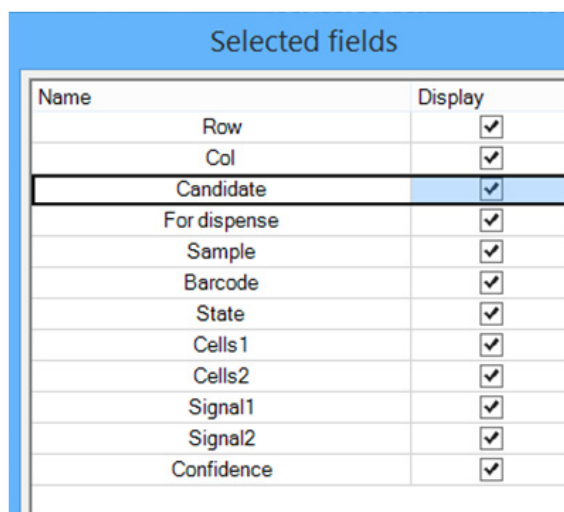 Selected fields
Name Display
Row
Col
Candidate
For dispense
Sample
Barcode
State
Cells1
Cells2
Signal1
Signal2
Confidence